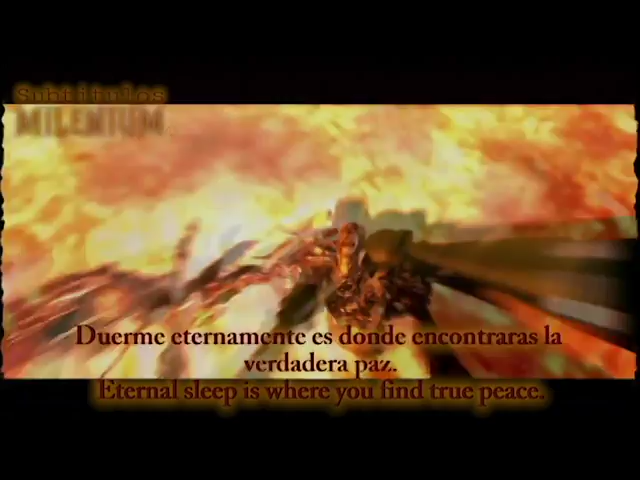 Subtitulos
MILENIUM
Duerme eternamente es donde encontraras la
verdadera paz.
Eternal sleep is where you find true peace.